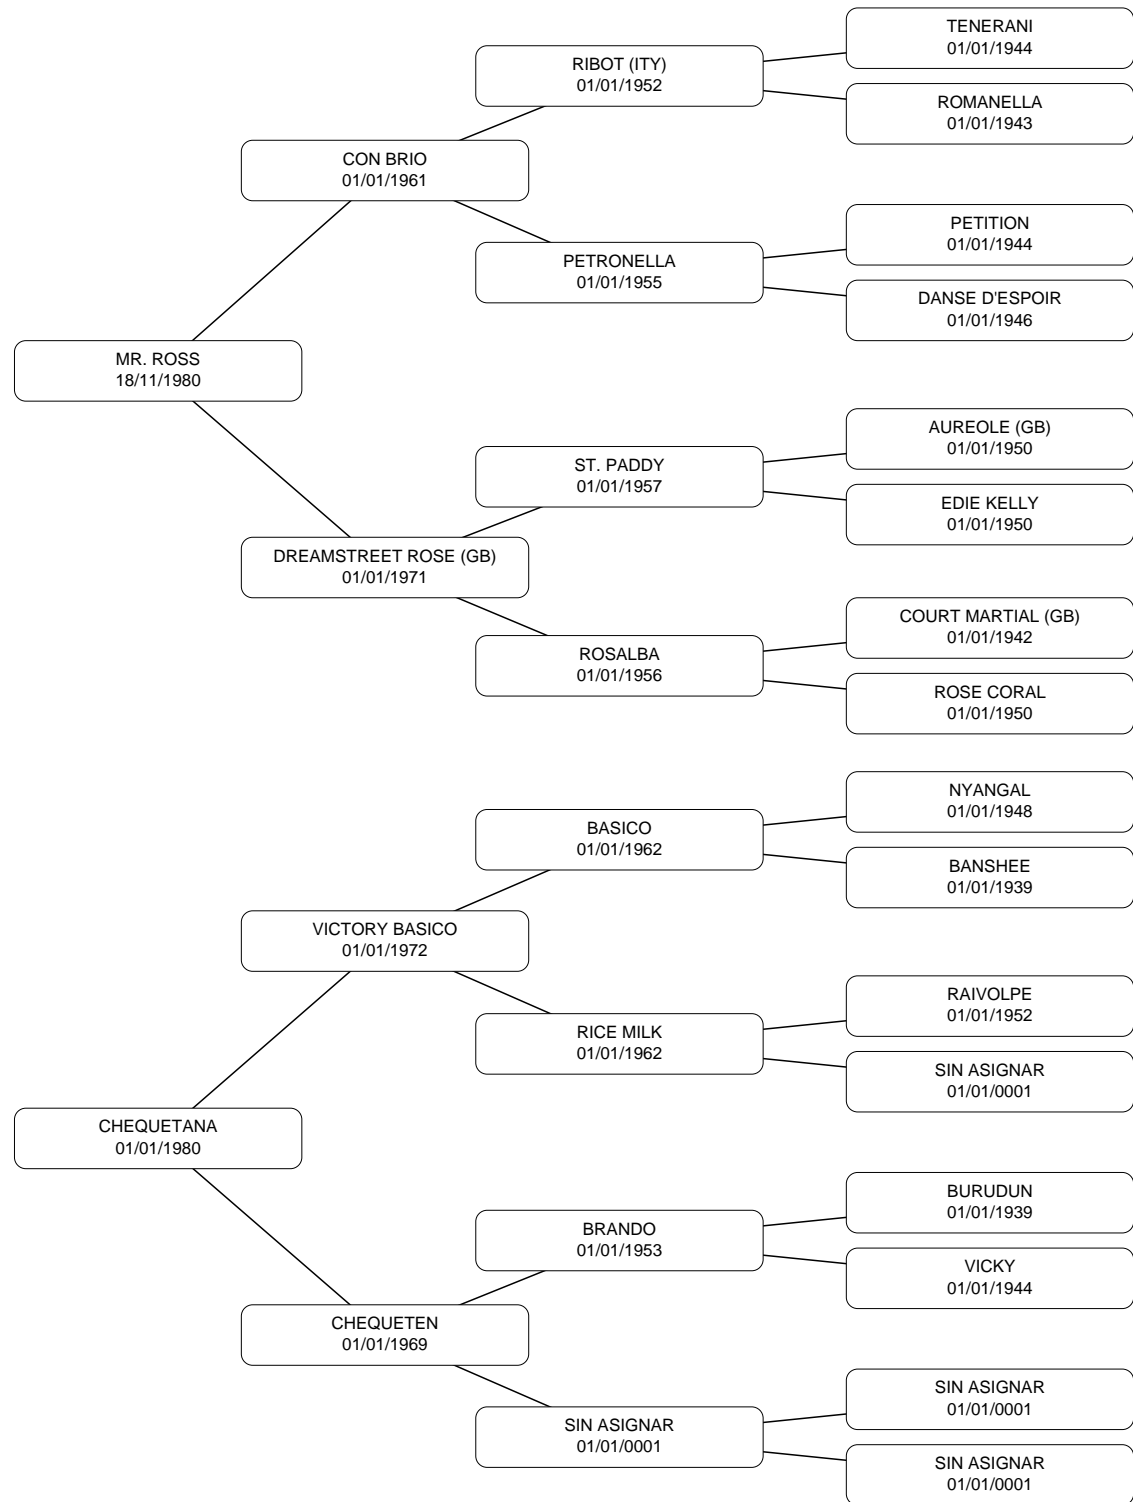 TENERANI
01/01/1944
RIBOT (ITY)
01/01/1952
ROMANELLA
01/01/1943
CON BRIO
01/01/1961
PETITION
01/01/1944
PETRONELLA
01/01/1955
DANSE D'ESPOIR
01/01/1946
MR. ROSS
18/11/1980
AUREOLE (GB)
01/01/1950
ST. PADDY
01/01/1957
EDIE KELLY
01/01/1950
DREAMSTREET ROSE (GB)
01/01/1971
COURT MARTIAL (GB)
01/01/1942
ROSALBA
01/01/1956
ROSE CORAL
01/01/1950
NYANGAL
01/01/1948
BASICO
01/01/1962
BANSHEE
01/01/1939
VICTORY BASICO
01/01/1972
RAIVOLPE
01/01/1952
RICE MILK
01/01/1962
SIN ASIGNAR
01/01/0001
CHEQUETANA
01/01/1980
BURUDUN
01/01/1939
BRANDO
01/01/1953
VICKY
01/01/1944
CHEQUETEN
01/01/1969
SIN ASIGNAR
01/01/0001
SIN ASIGNAR
01/01/0001
SIN ASIGNAR
01/01/0001